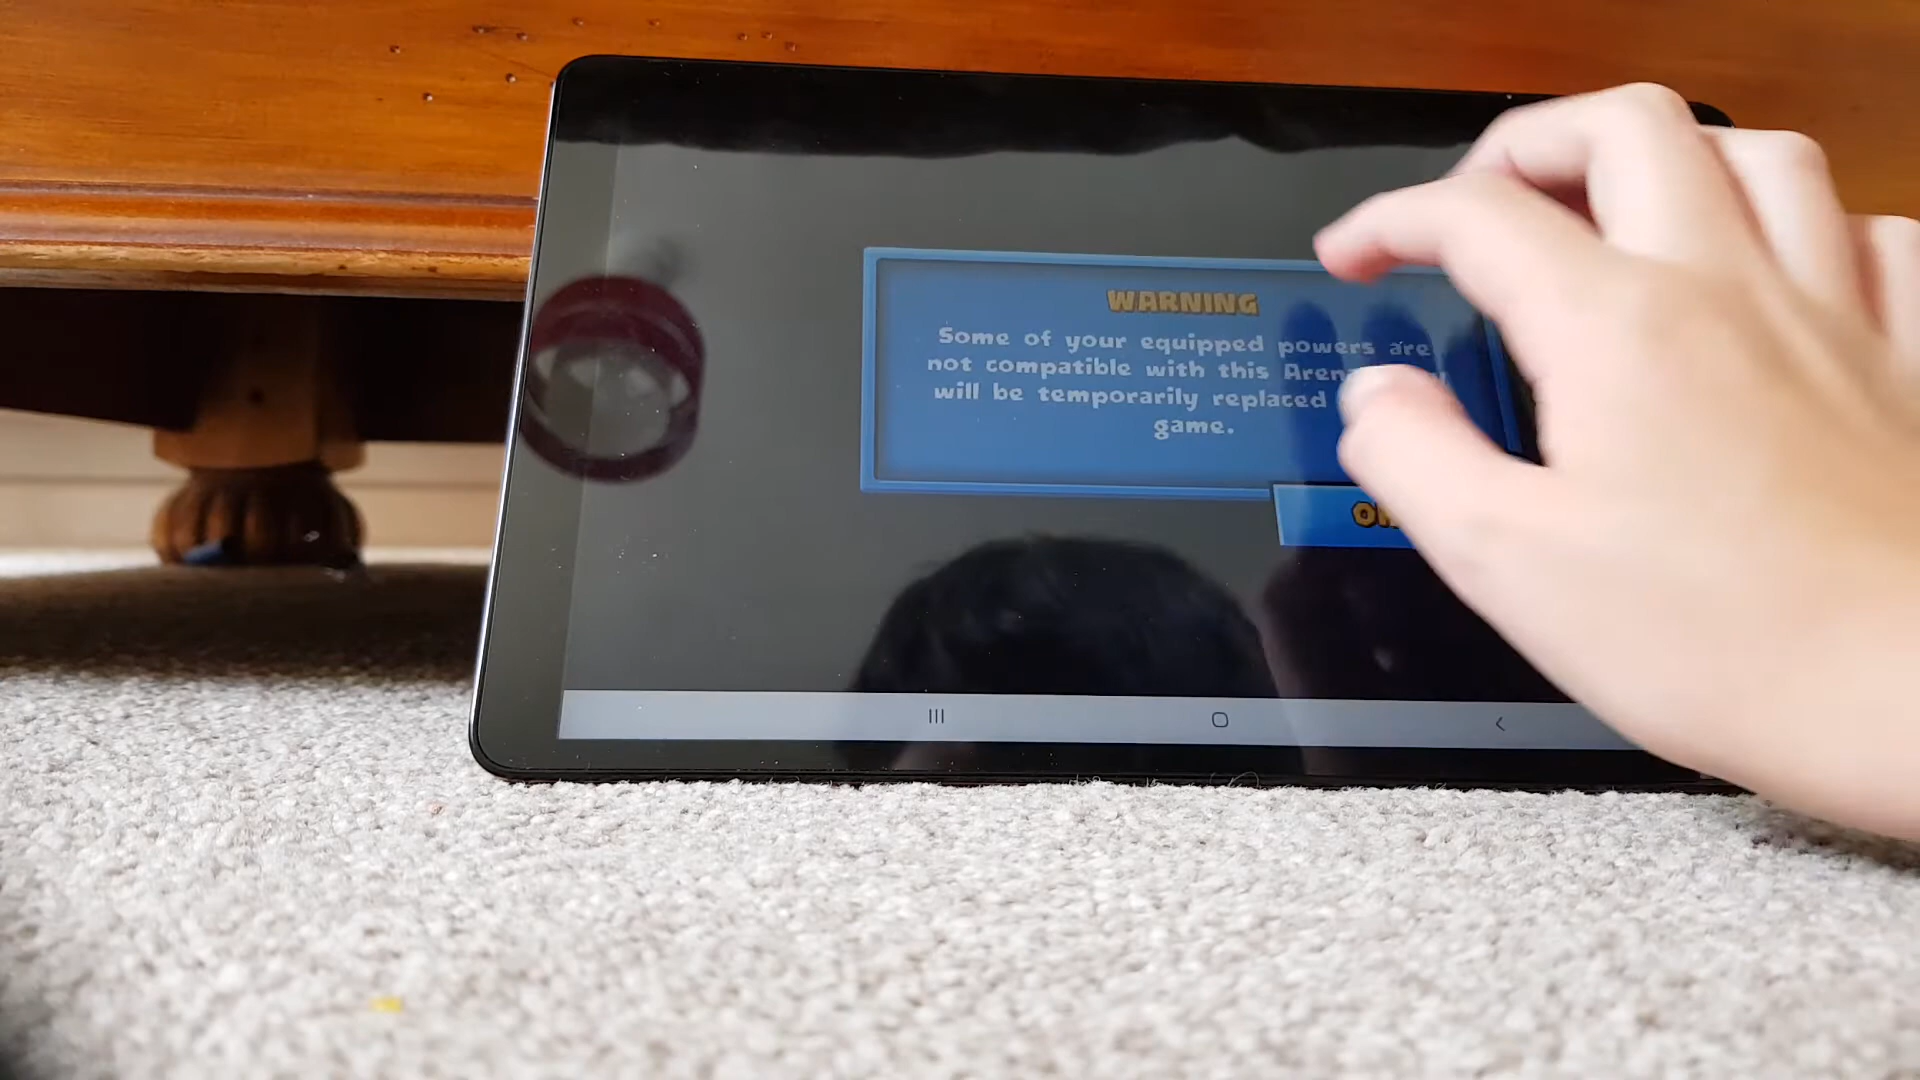 WARNING
Some of your equipped powers are
not compatible with this
will be temporarily replaced
game.